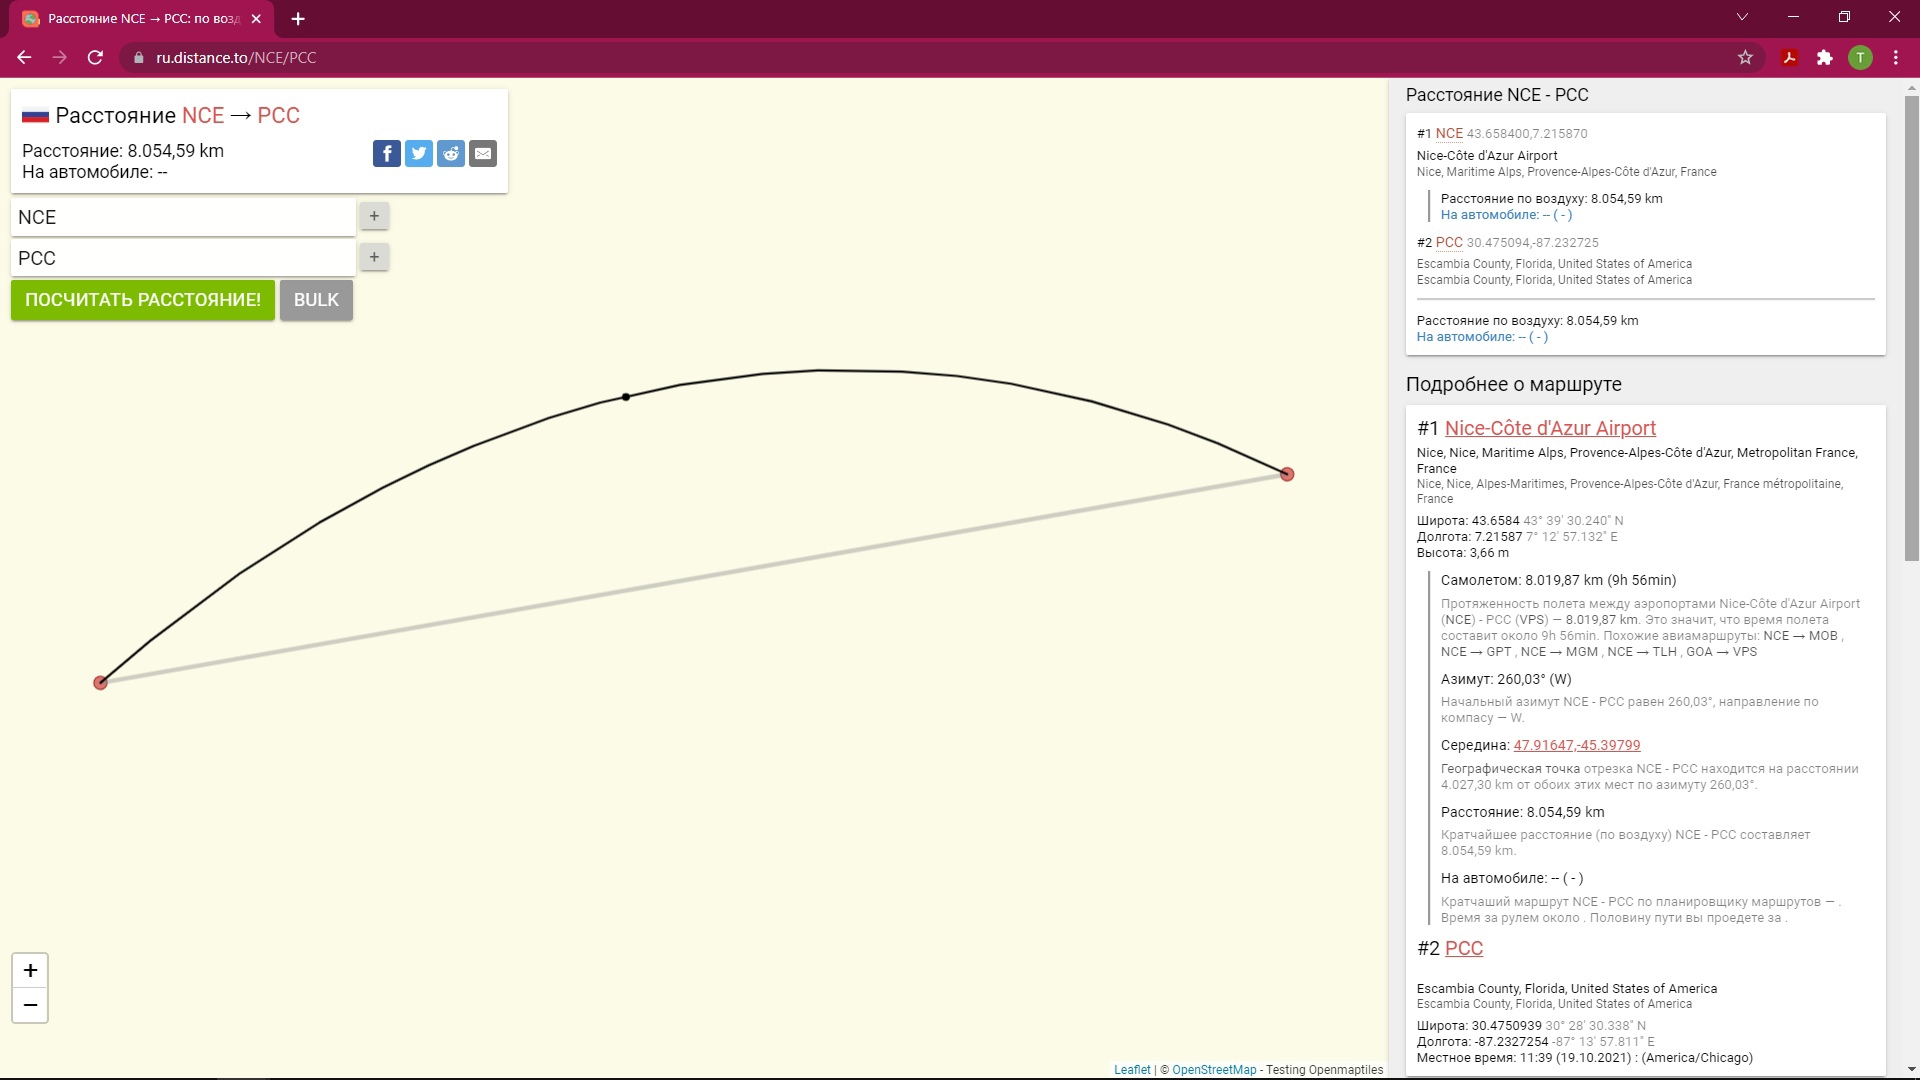 Расстояние NCE → PCC: по возд
ru.distance.to/NCE/PCC
T
Расстояние NCE → PCC
Расстояние: 8.054,59 km
На автомобиле: --
NCE
+
PCC
+
ПОСЧИТАТЬ РАССТОЯНИЕ!
BULK
+
−
Leaflet | © OpenStreetMap - Testing Openmaptiles
Расстояние NCE - PCC
#1 NCE 43.658400,7.215870
Nice-Côte d'Azur Airport
Nice, Maritime Alps, Provence-Alpes-Côte d'Azur, France
Расстояние по воздуху: 8.054,59 km
На автомобиле: -- ( - )
#2 PCC 30.475094,-87.232725
Escambia County, Florida, United States of America
Escambia County, Florida, United States of America
Расстояние по воздуху: 8.054,59 km
На автомобиле: -- ( - )
Подробнее о маршруте
#1 Nice-Côte d'Azur Airport
Nice, Nice, Maritime Alps, Provence-Alpes-Côte d'Azur, Metropolitan France,
France
Nice, Nice, Alpes-Maritimes, Provence-Alpes-Côte d'Azur, France métropolitaine,
France
Широта: 43.6584 43° 39' 30.240" N
Долгота: 7.21587 7° 12' 57.132" E
Высота: 3,66 m
Самолетом: 8.019,87 km (9h 56min)
Протяженность полета между аэропортами Nice-Côte d'Azur Airport
(NCE) - PCC (VPS) — 8.019,87 km. Это значит, что время полета
составит около 9h 56min. Похожие авиамаршруты: NCE → MOB ,
NCE → GPT , NCE → MGM , NCE → TLH , GOA → VPS
Азимут: 260,03° (W)
Начальный азимут NCE - PCC равен 260,03°, направление по
компасу — W.
Середина: 47.91647,-45.39799
Географическая точка отрезка NCE - PCC находится на расстоянии
4.027,30 km от обоих этих мест по азимуту 260,03°.
Расстояние: 8.054,59 km
Кратчайшее расстояние (по воздуху) NCE - PCC составляет
8.054,59 km.
На автомобиле: -- ( - )
Кратчаший маршрут NCE - PCC по планировщику маршрутов — .
Время за рулем около . Половину пути вы проедете за .
#2 PCC
Escambia County, Florida, United States of America
Escambia County, Florida, United States of America
Широта: 30.4750939 30° 28' 30.338" N
Долгота: -87.2327254 -87° 13' 57.811" E
Местное время: 11:39 (19.10.2021) : (America/Chicago)